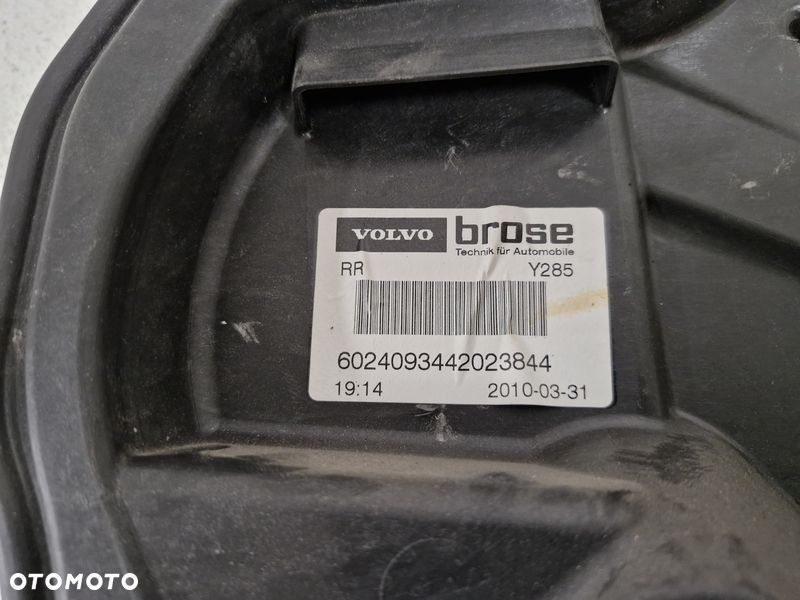 VOLVO brose
Technik für Automobile
RR Y285
6024093442023844
19:14 2010-03-31
OTOMOTO